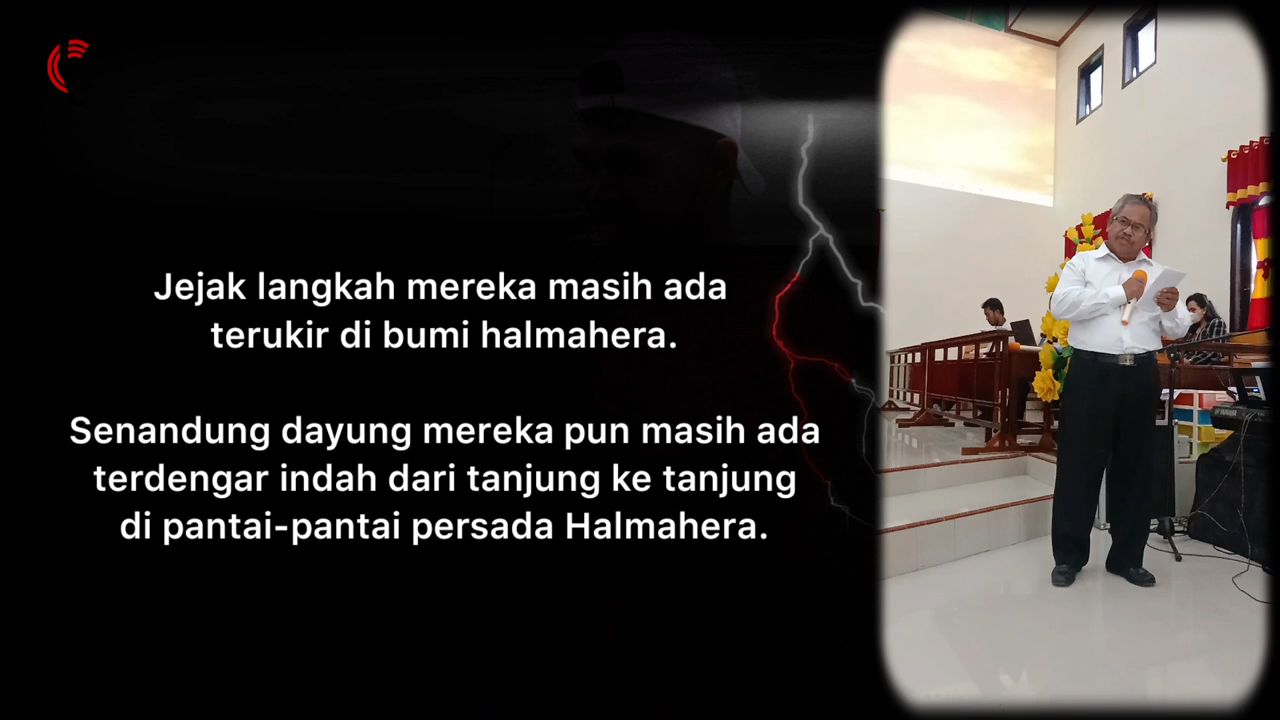 Jejak langkah mereka masih ada
terukir di bumi halmahera.
Senandung dayung mereka pun masih ada
terdengar indah dari tanjung ke tanjung
di pantai-pantai persada Halmahera.